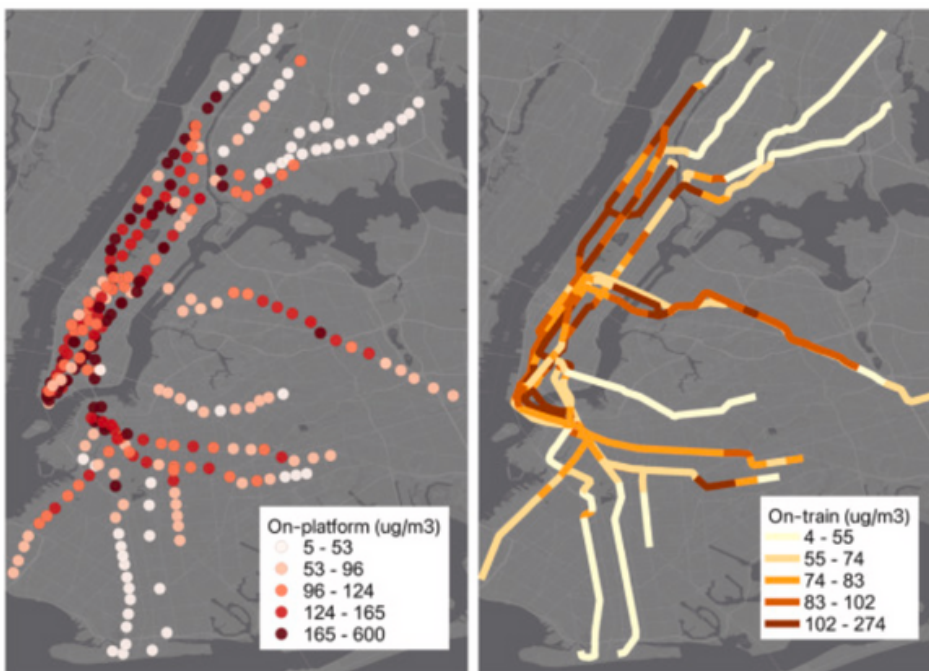 On-platform (ug/m3)
5 - 53
53 - 96
96 - 124
124 - 165
165 - 600
On-train (ug/m3)
4 - 55
55 - 74
74 - 83
83 - 102
102 - 274